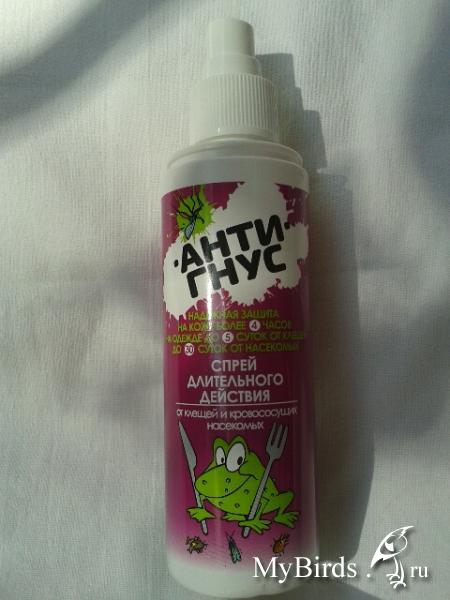 ·АНТИ·
ГНУС
НАДЕЖНАЯ ЗАЩИТА
НА КОЖЕ БОЛЕЕ 4 ЧАСОВ
НА ОДЕЖДЕ ДО 5 СУТОК ОТ КЛЕЩЕЙ
ДО 30 СУТОК ОТ НАСЕКОМЫХ
СПРЕЙ
ДЛИТЕЛЬНОГО
ДЕЙСТВИЯ
от клещей и кровососущих
насекомых
MyBirds.ru